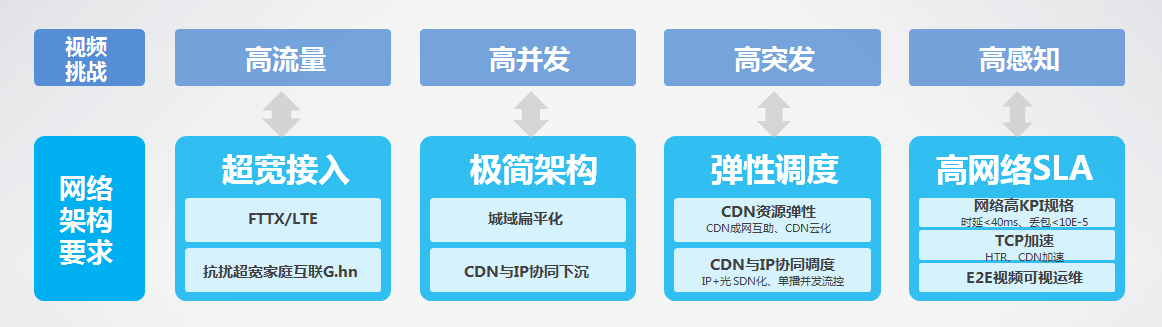 视频
挑战
高流量
高并发
高突发
高感知
网络
架构
要求
超宽接入
FTTX/LTE
抗扰超宽家庭互联G.hn
极简架构
城域扁平化
CDN与IP协同下沉
弹性调度
CDN资源弹性
CDN成网互助、CDN云化
CDN与IP协同调度
IP+光 SDN化、单播并发流控
高网络SLA
网络高KPI规格
时延<40ms、丢包<10E-5
TCP加速
HTR、CDN加速
E2E视频可视运维